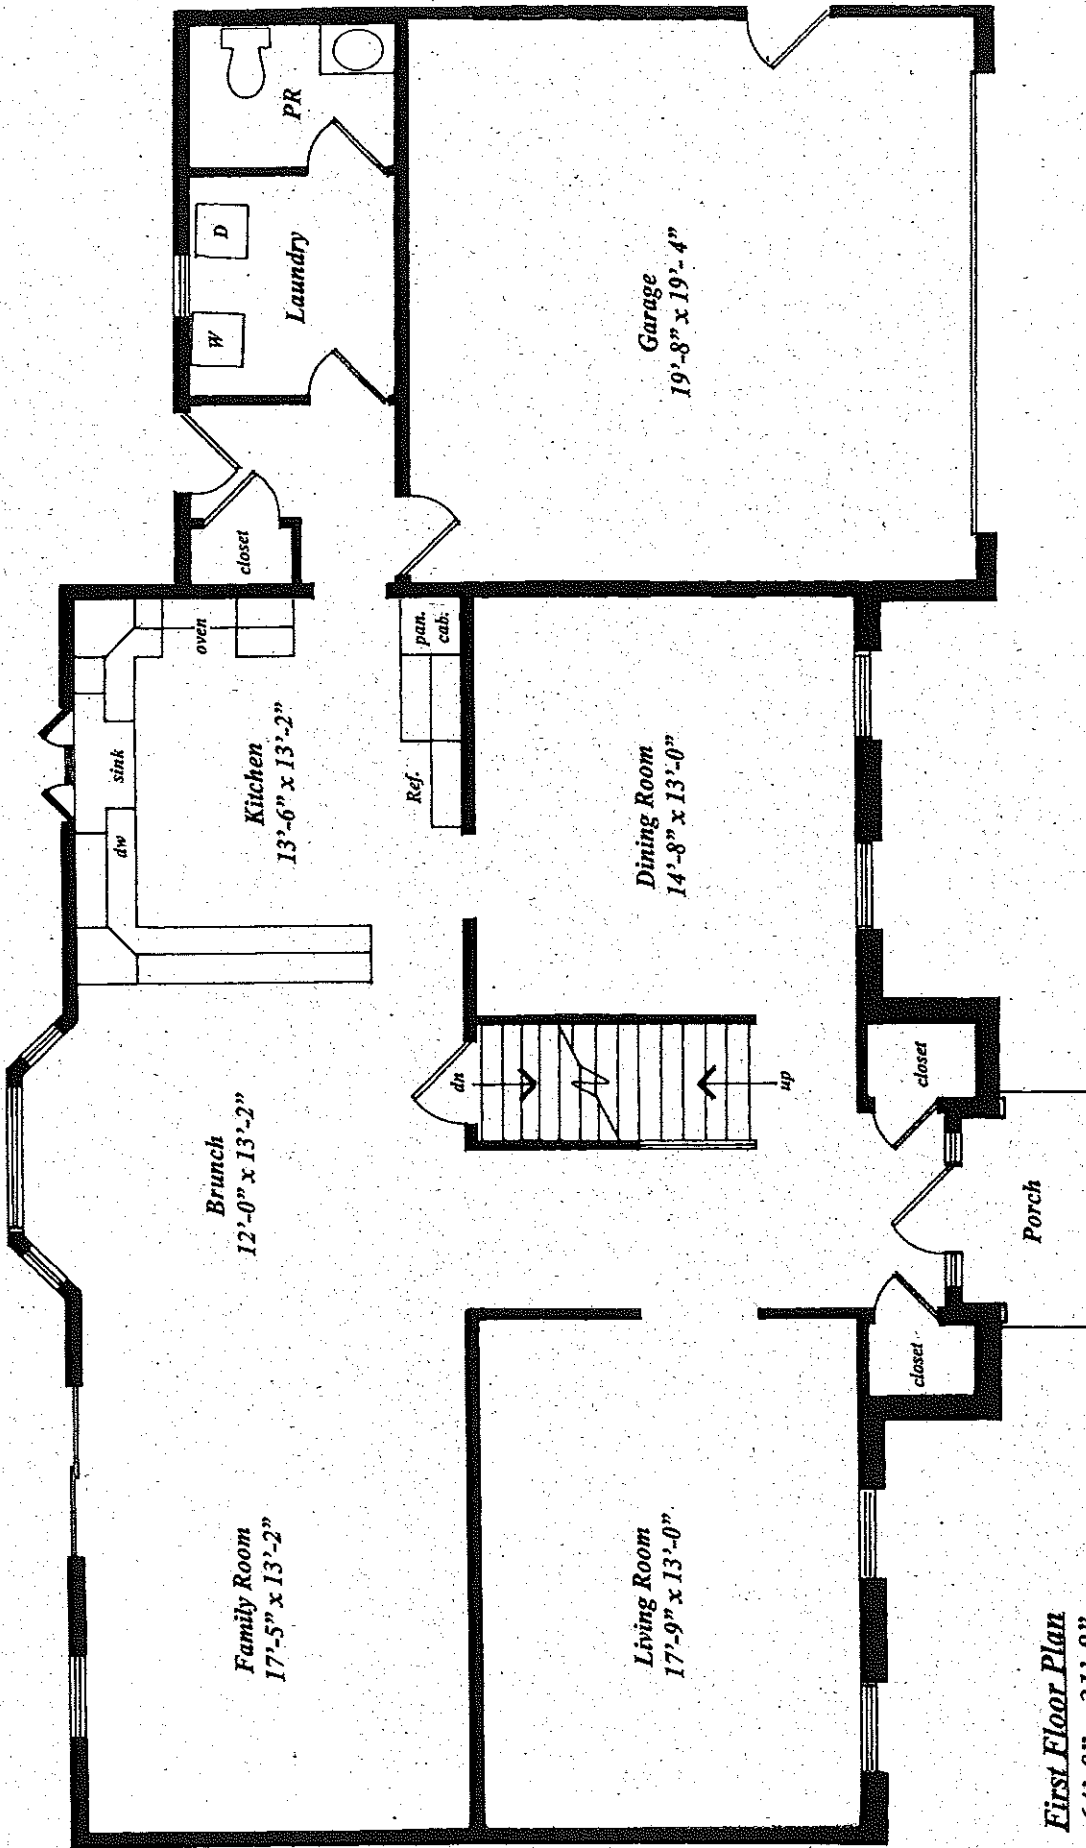 PR
D
W
Laundry
closet
Garage
19'-8" x 19'-4"
oven
pan.
cab.
sink
dw
Kitchen
13'-6" x 13'-2"
Ref.
Dining Room
14'-8" x 13'-0"
Brunch
12'-0" x 13'-2"
dn
up
closet
Porch
closet
Family Room
17'-5" x 13'-2"
Living Room
17'-9" x 13'-0"
First Floor Plan